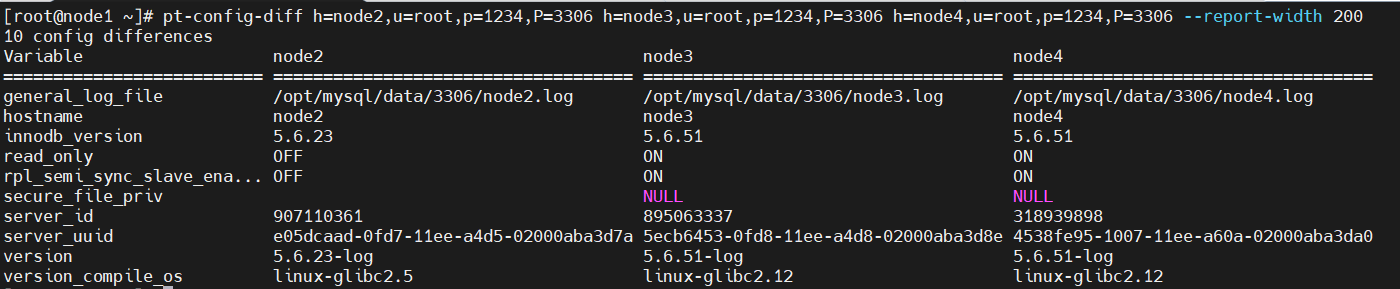 [root@node1 ~]# pt-config-diff h=node2,u=root,p=1234,P=3306 h=node3,u=root,p=1234,P=3306 h=node4,u=root,p=1234,P=3306 --report-width 200
10 config differences
Variable node2 node3 node4
========================== ==================================== ==================================== ====================================
general_log_file /opt/mysql/data/3306/node2.log /opt/mysql/data/3306/node3.log /opt/mysql/data/3306/node4.log
hostname node2 node3 node4
innodb_version 5.6.23 5.6.51 5.6.51
read_only OFF ON ON
rpl_semi_sync_slave_ena... OFF ON ON
secure_file_priv NULL NULL
server_id 907110361 895063337 318939898
server_uuid e05dcaad-0fd7-11ee-a4d5-02000aba3d7a 5ecb6453-0fd8-11ee-a4d8-02000aba3d8e 4538fe95-1007-11ee-a60a-02000aba3da0
version 5.6.23-log 5.6.51-log 5.6.51-log
version_compile_os linux-glibc2.5 linux-glibc2.12 linux-glibc2.12